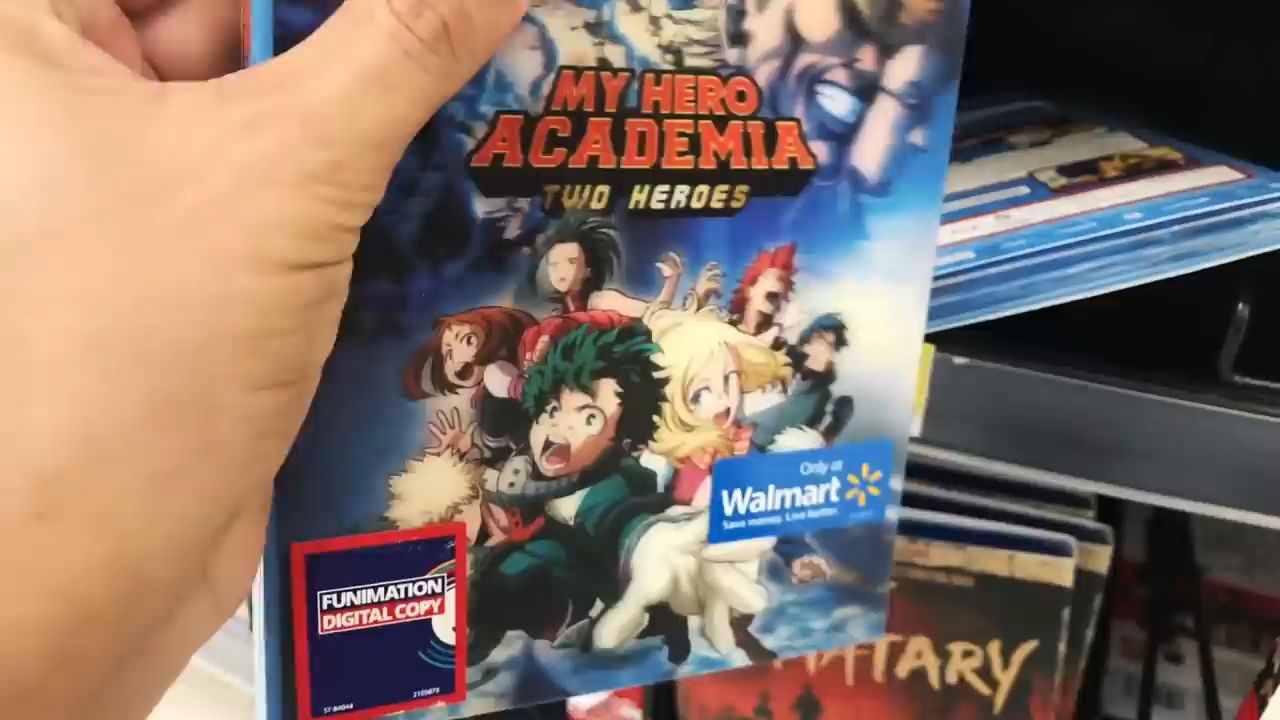 MY HERO
ACADEMIA
TWO HEROES
Only at
Walmart
Save money. Live better.
FUNIMATION
DIGITAL COPY
TARY